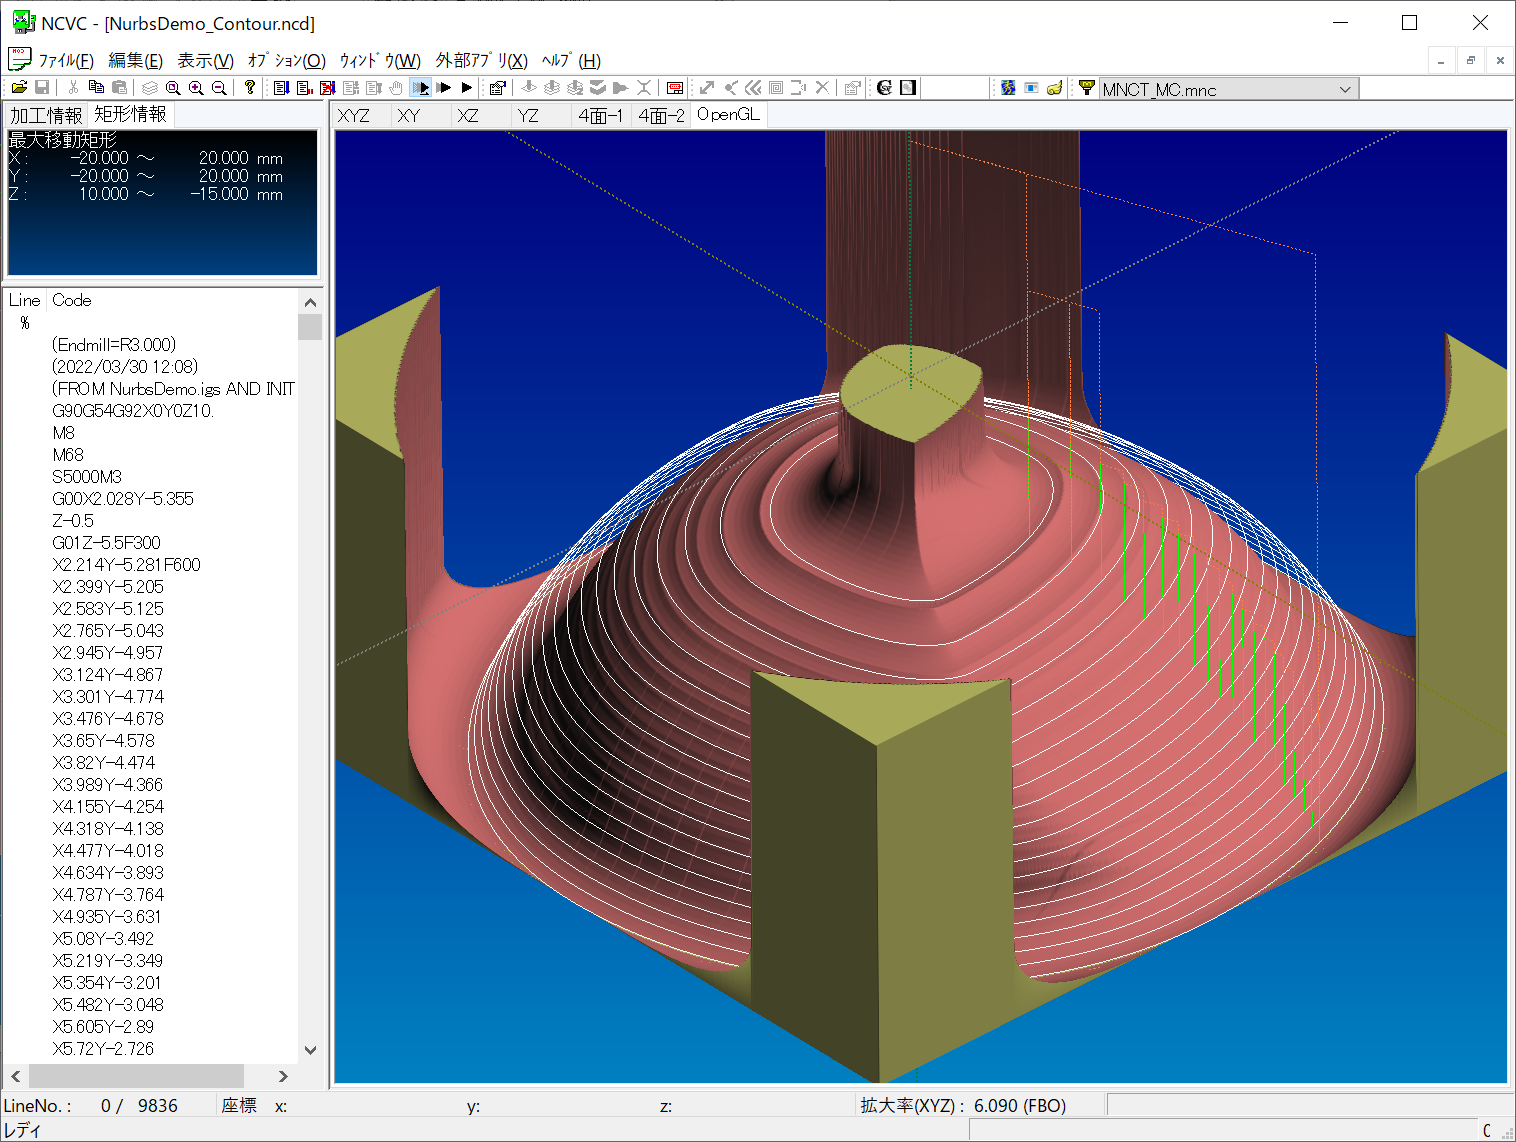 NCVC - [NurbsDemo_Contour.ncd]
ﾌｧｲﾙ(F) 編集(E) 表示(V) ｵﾌﾟｼｮﾝ(O) ｳｨﾝﾄﾞｳ(W) 外部ｱﾌﾟﾘ(X) ﾍﾙﾌﾟ(H)
MNCT_MC.mnc
加工情報 矩形情報
XYZ XY XZ YZ 4面-1 4面-2 OpenGL
最大移動矩形
X : -20.000 ～ 20.000 mm
Y : -20.000 ～ 20.000 mm
Z : 10.000 ～ -15.000 mm
Line Code
%
(Endmill=R3.000)
(2022/03/30 12:08)
(FROM NurbsDemo.igs AND INIT
G90G54G92X0Y0Z10.
M8
M68
S5000M3
G00X2.028Y-5.355
Z-0.5
G01Z-5.5F300
X2.214Y-5.281F600
X2.399Y-5.205
X2.583Y-5.125
X2.765Y-5.043
X2.945Y-4.957
X3.124Y-4.867
X3.301Y-4.774
X3.476Y-4.678
X3.65Y-4.578
X3.82Y-4.474
X3.989Y-4.366
X4.155Y-4.254
X4.318Y-4.138
X4.477Y-4.018
X4.634Y-3.893
X4.787Y-3.764
X4.935Y-3.631
X5.08Y-3.492
X5.219Y-3.349
X5.354Y-3.201
X5.482Y-3.048
X5.605Y-2.89
X5.72Y-2.726
LineNo. : 0 / 9836 座標 x: y: z: 拡大率(XYZ) : 6.090 (FBO)
レディ